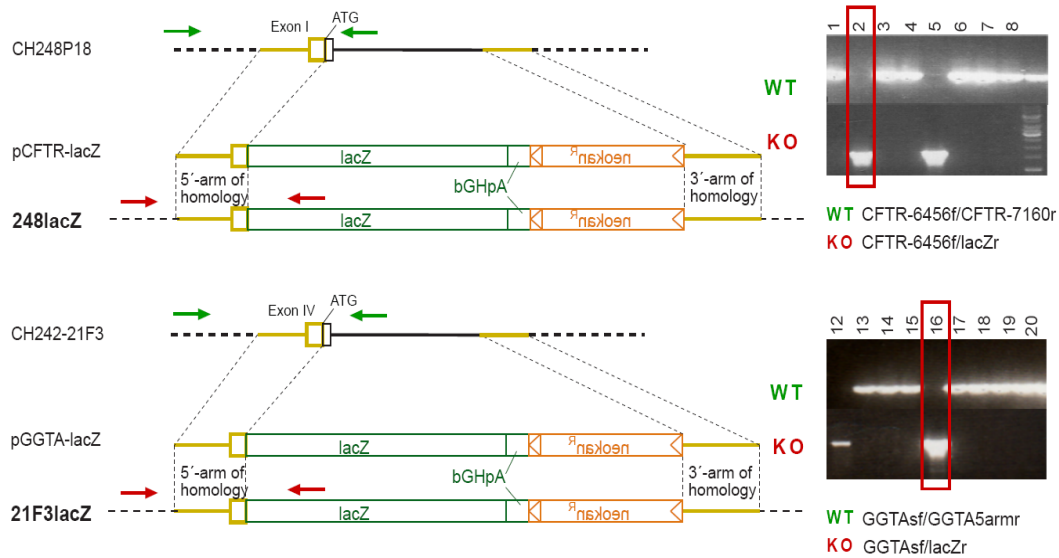 Exon I
ATG
CH248P18
1 2 3 4 5 6 7 8
WT
pCFTR-lacZ
lacZ
neokanR
KO
5´-arm of homology
bGHpA
3´-arm of homology
248lacZ
lacZ
neokanR
WT CFTR-6456f/CFTR-7160r
KO CFTR-6456f/lacZr
Exon IV
ATG
CH242-21F3
12 13 14 15 16 17 18 19 20
WT
pGGTA-lacZ
lacZ
neokanR
KO
5´-arm of homology
bGHpA
3´-arm of homology
21F3lacZ
lacZ
neokanR
WT GGTAsf/GGTA5armr
KO GGTAsf/lacZr